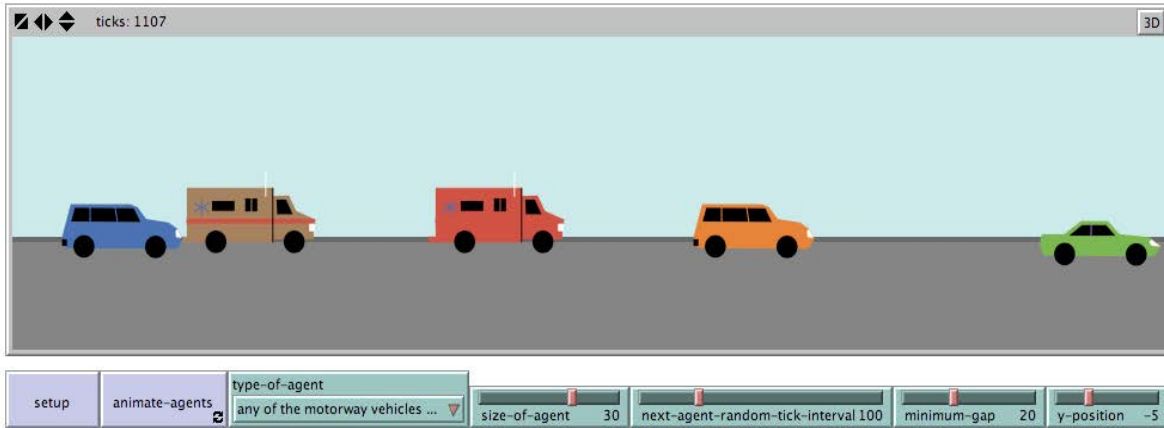 ticks: 1107
3D
setup
animate-agents
type-of-agent
any of the motorway vehicles ...
size-of-agent 30
next-agent-random-tick-interval 100
minimum-gap 20
y-position -5